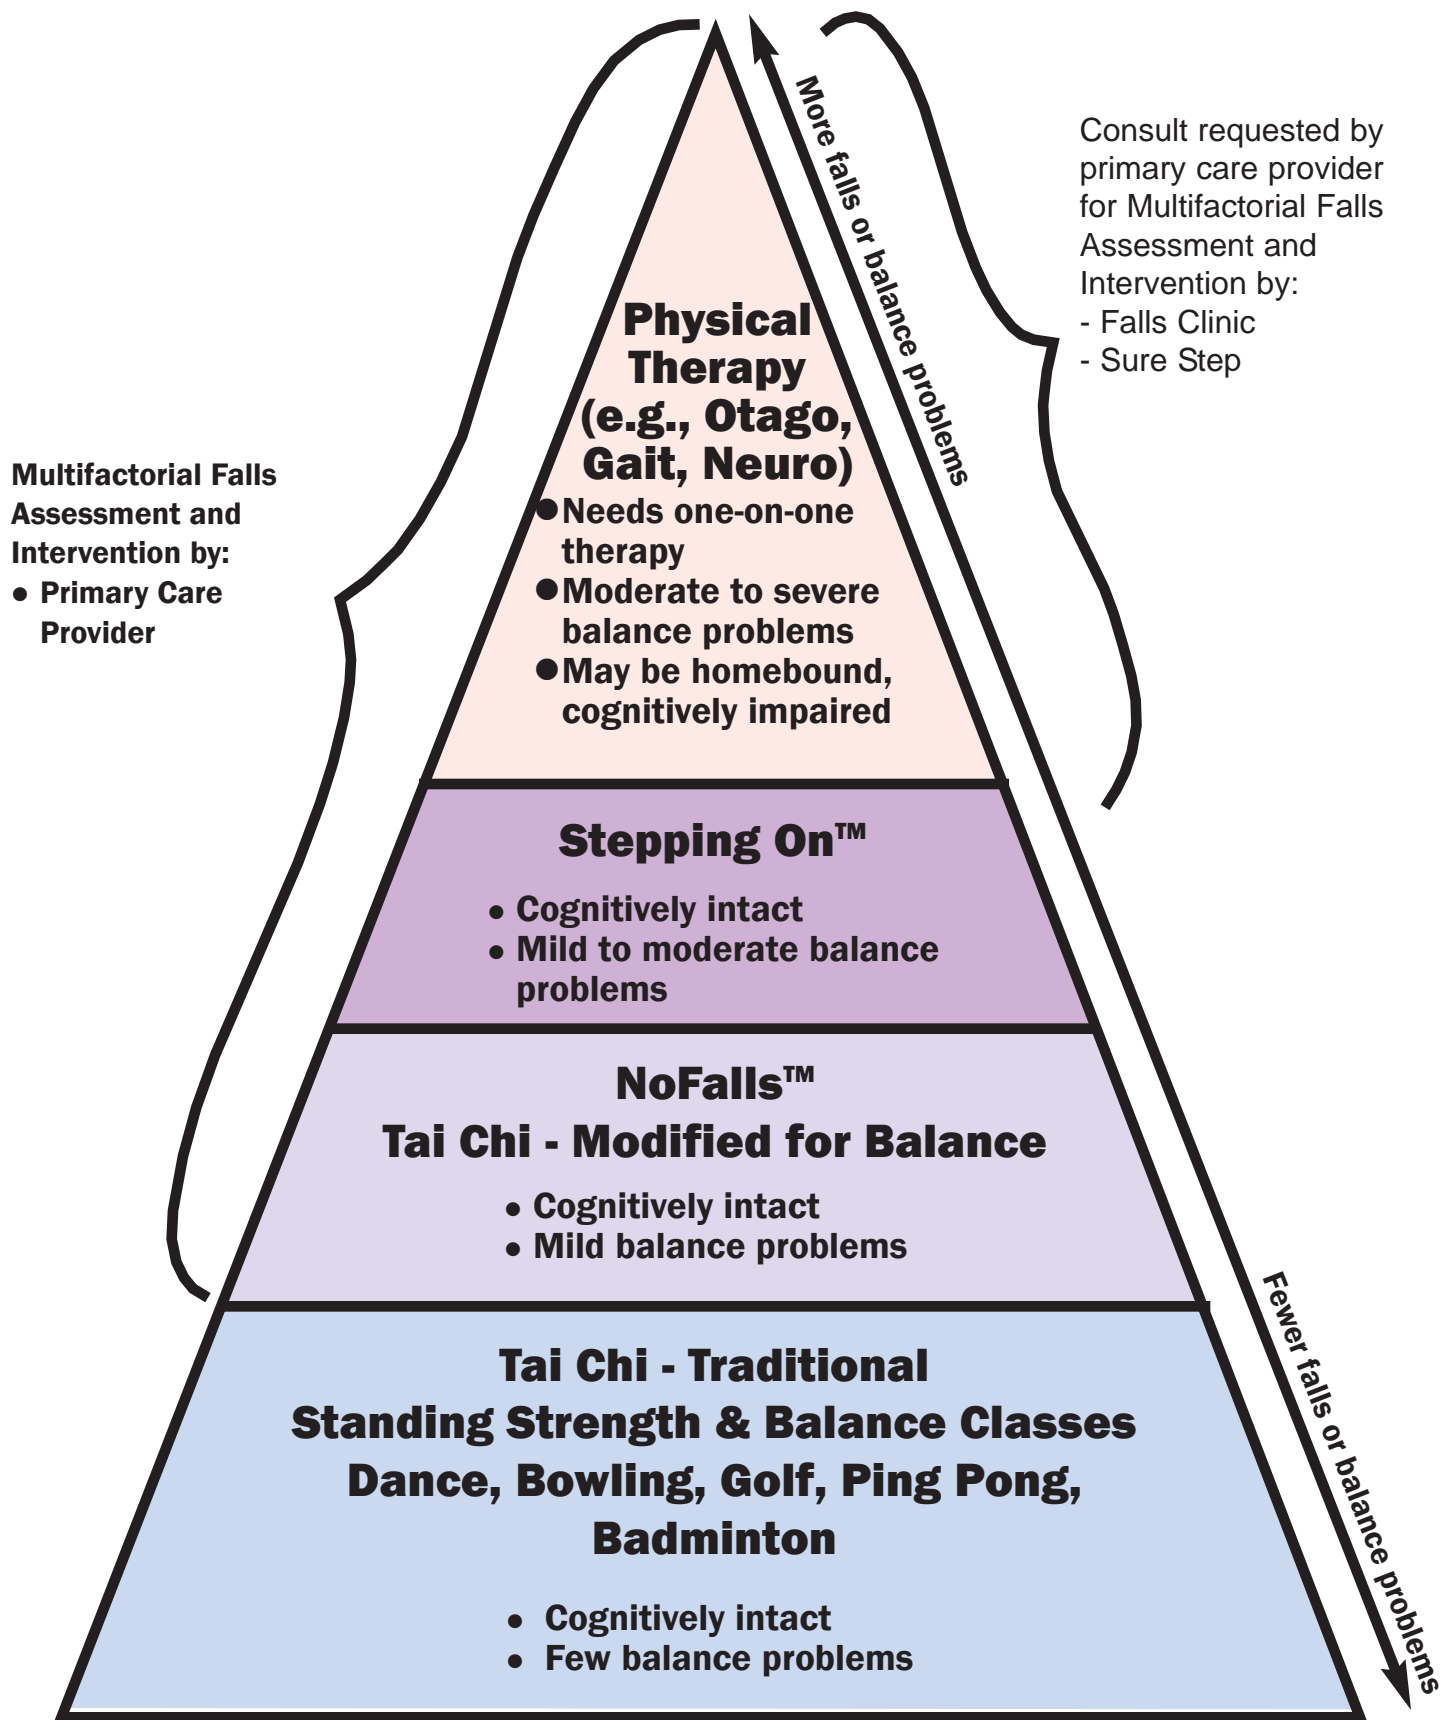 More falls or balance problems
Consult requested by
primary care provider
for Multifactorial Falls
Assessment and
Intervention by:
- Falls Clinic
- Sure Step
Multifactorial Falls
Assessment and
Intervention by:
● Primary Care
Provider
Physical
Therapy
(e.g., Otago,
Gait, Neuro)
●Needs one-on-one
therapy
●Moderate to severe
balance problems
●May be homebound,
cognitively impaired
Stepping On™
● Cognitively intact
● Mild to moderate balance
problems
NoFalls™
Tai Chi - Modified for Balance
● Cognitively intact
● Mild balance problems
Tai Chi - Traditional
Standing Strength & Balance Classes
Dance, Bowling, Golf, Ping Pong,
Badminton
● Cognitively intact
● Few balance problems
Fewer falls or balance problems